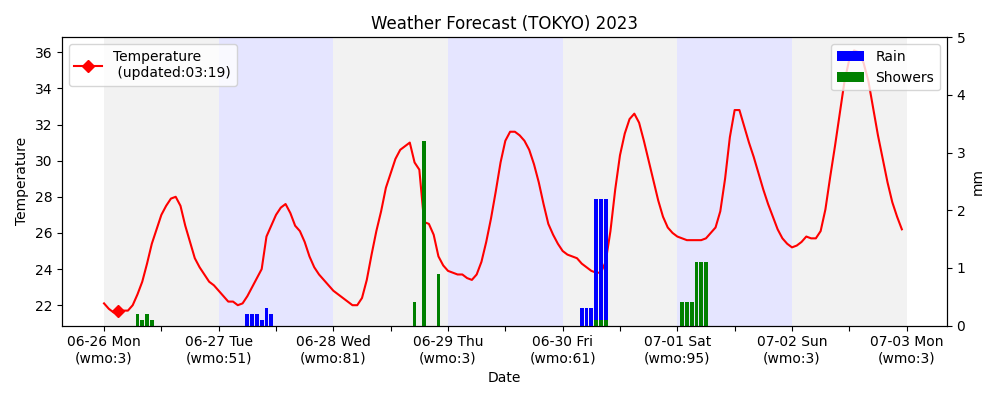 Weather Forecast (TOKYO) 2023
Temperature
(updated:03:19)
Rain
Showers
Temperature
36
34
32
30
28
26
24
22
5
4
3
2
1
0
mm
06-26 Mon
(wmo:3)
06-27 Tue
(wmo:51)
06-28 Wed
(wmo:81)
06-29 Thu
(wmo:3)
06-30 Fri
(wmo:61)
07-01 Sat
(wmo:95)
07-02 Sun
(wmo:3)
07-03 Mon
(wmo:3)
Date